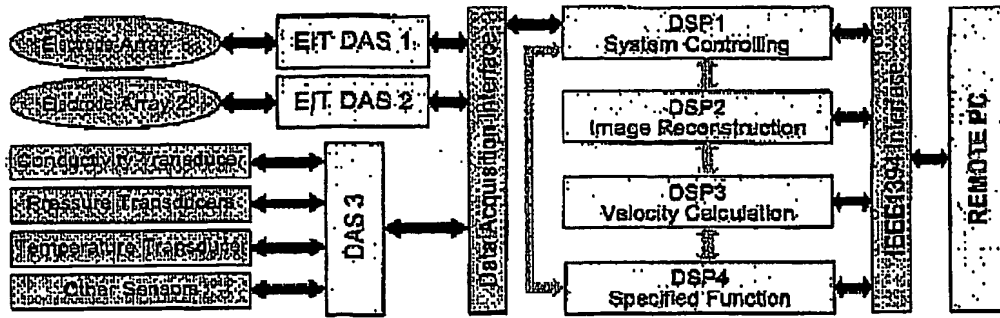 Electrode Array
EIT DAS 1
Electrode Array 2
EIT DAS 2
Conductivity Transducer
Pressure Transducers
Temperature Transducer
Other Sensors
DAS 3
Data Acquisition Interface
DSP1
System Controlling
DSP2
Image Reconstruction
DSP3
Velocity Calculation
DSP4
Specified Function
IEEE1394 Interface
REMOTE PC